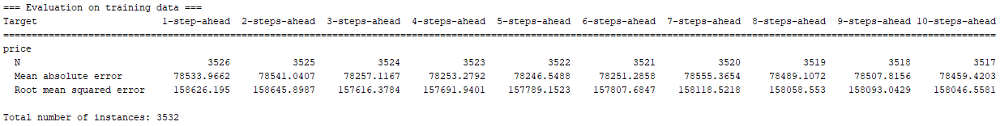 === Evaluation on training data ===
Target 1-step-ahead 2-steps-ahead 3-steps-ahead 4-steps-ahead 5-steps-ahead 6-steps-ahead 7-steps-ahead 8-steps-ahead 9-steps-ahead 10-steps-ahead
==============================================================================================================================================================================
price
N 3526 3525 3524 3523 3522 3521 3520 3519 3518 3517
Mean absolute error 78533.9662 78541.0407 78257.1167 78253.2792 78246.5488 78251.2858 78555.3654 78489.1072 78507.8156 78459.4203
Root mean squared error 158626.195 158645.8987 157616.3784 157691.9401 157789.1523 157807.6847 158118.5218 158058.553 158093.0429 158046.5581
Total number of instances: 3532